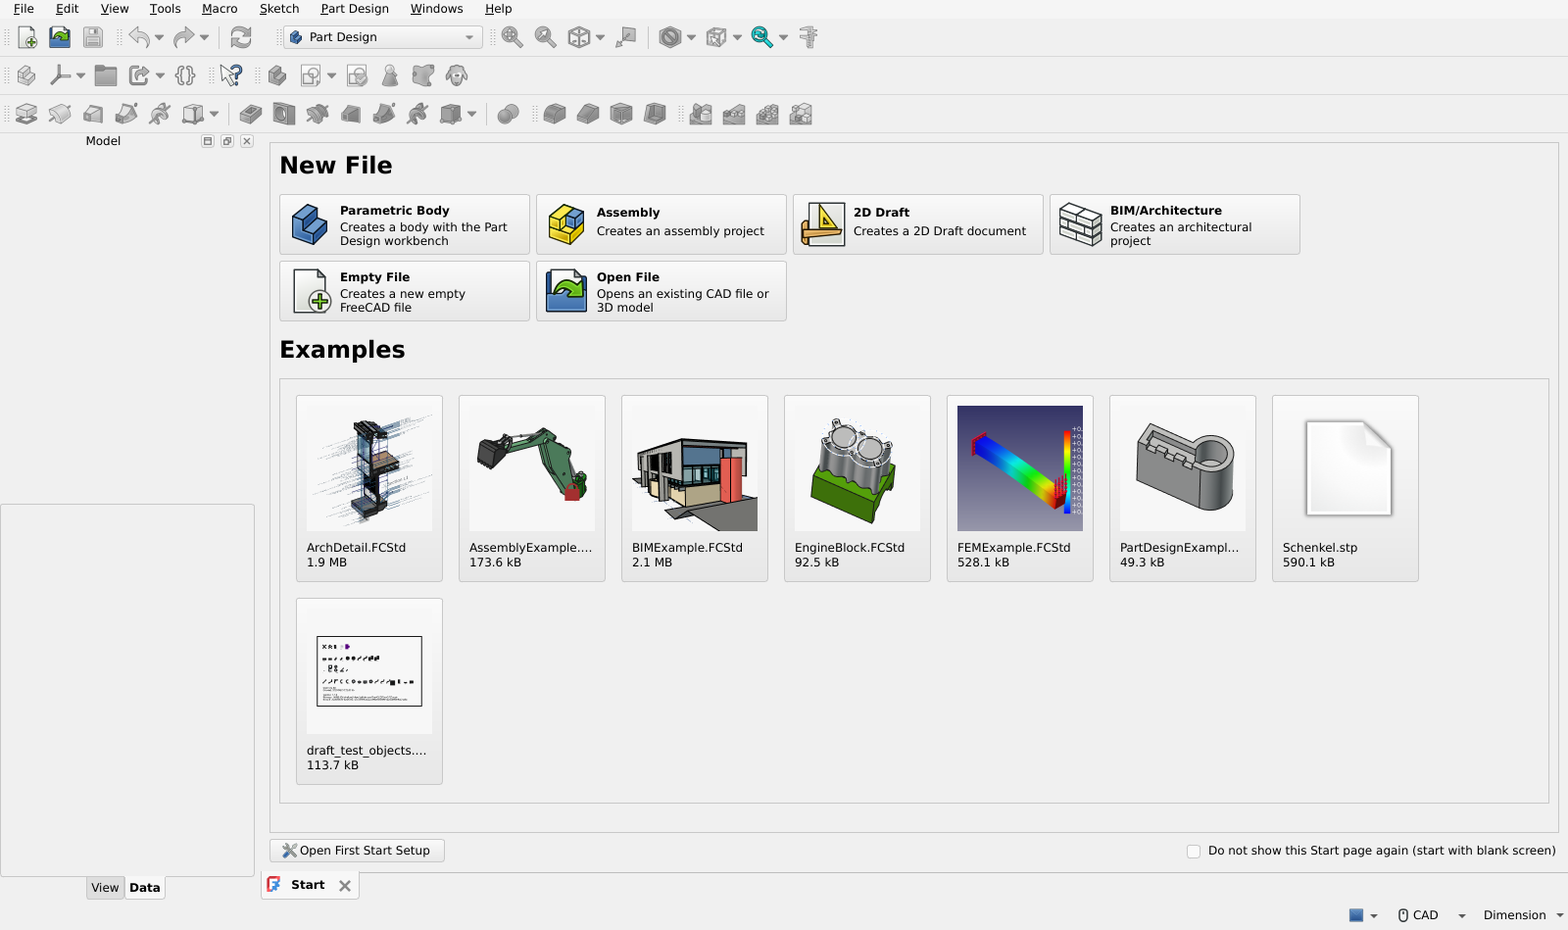 File Edit View Tools Macro Sketch Part Design Windows Help
Part Design
Model
New File
Parametric Body
Creates a body with the Part
Design workbench
Assembly
Creates an assembly project
2D Draft
Creates a 2D Draft document
BIM/Architecture
Creates an architectural
project
Empty File
Creates a new empty
FreeCAD file
Open File
Opens an existing CAD file or
3D model
Examples
ArchDetail.FCStd
1.9 MB
AssemblyExample....
173.6 kB
BIMExample.FCStd
2.1 MB
EngineBlock.FCStd
92.5 kB
FEMExample.FCStd
528.1 kB
PartDesignExampl...
49.3 kB
Schenkel.stp
590.1 kB
draft_test_objects....
113.7 kB
Open First Start Setup
Do not show this Start page again (start with blank screen)
View Data
Start
CAD
Dimension